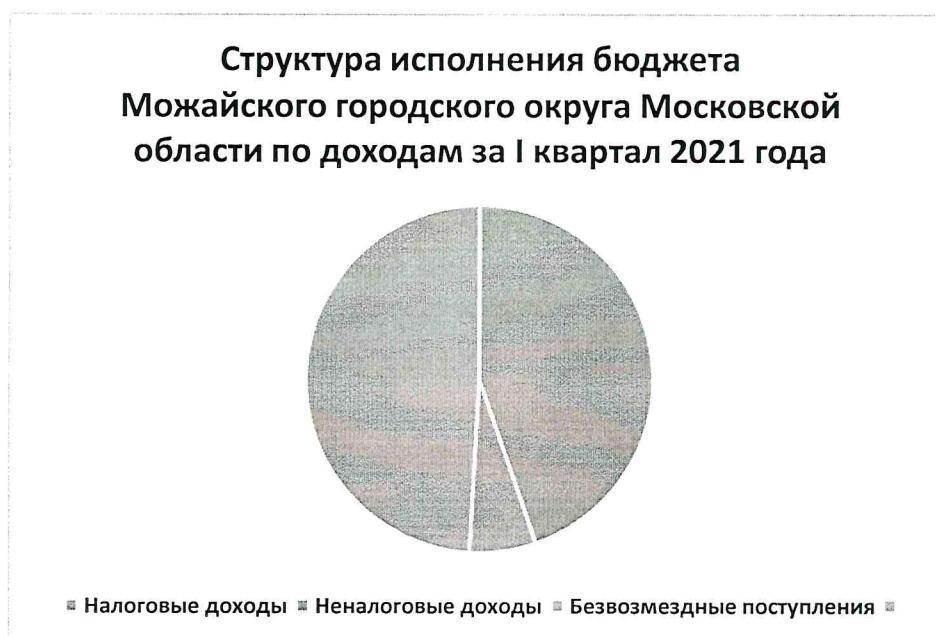 Структура исполнения бюджета
Можайского городского округа Московской
области по доходам за I квартал 2021 года
Налоговые доходы Неналоговые доходы Безвозмездные поступления